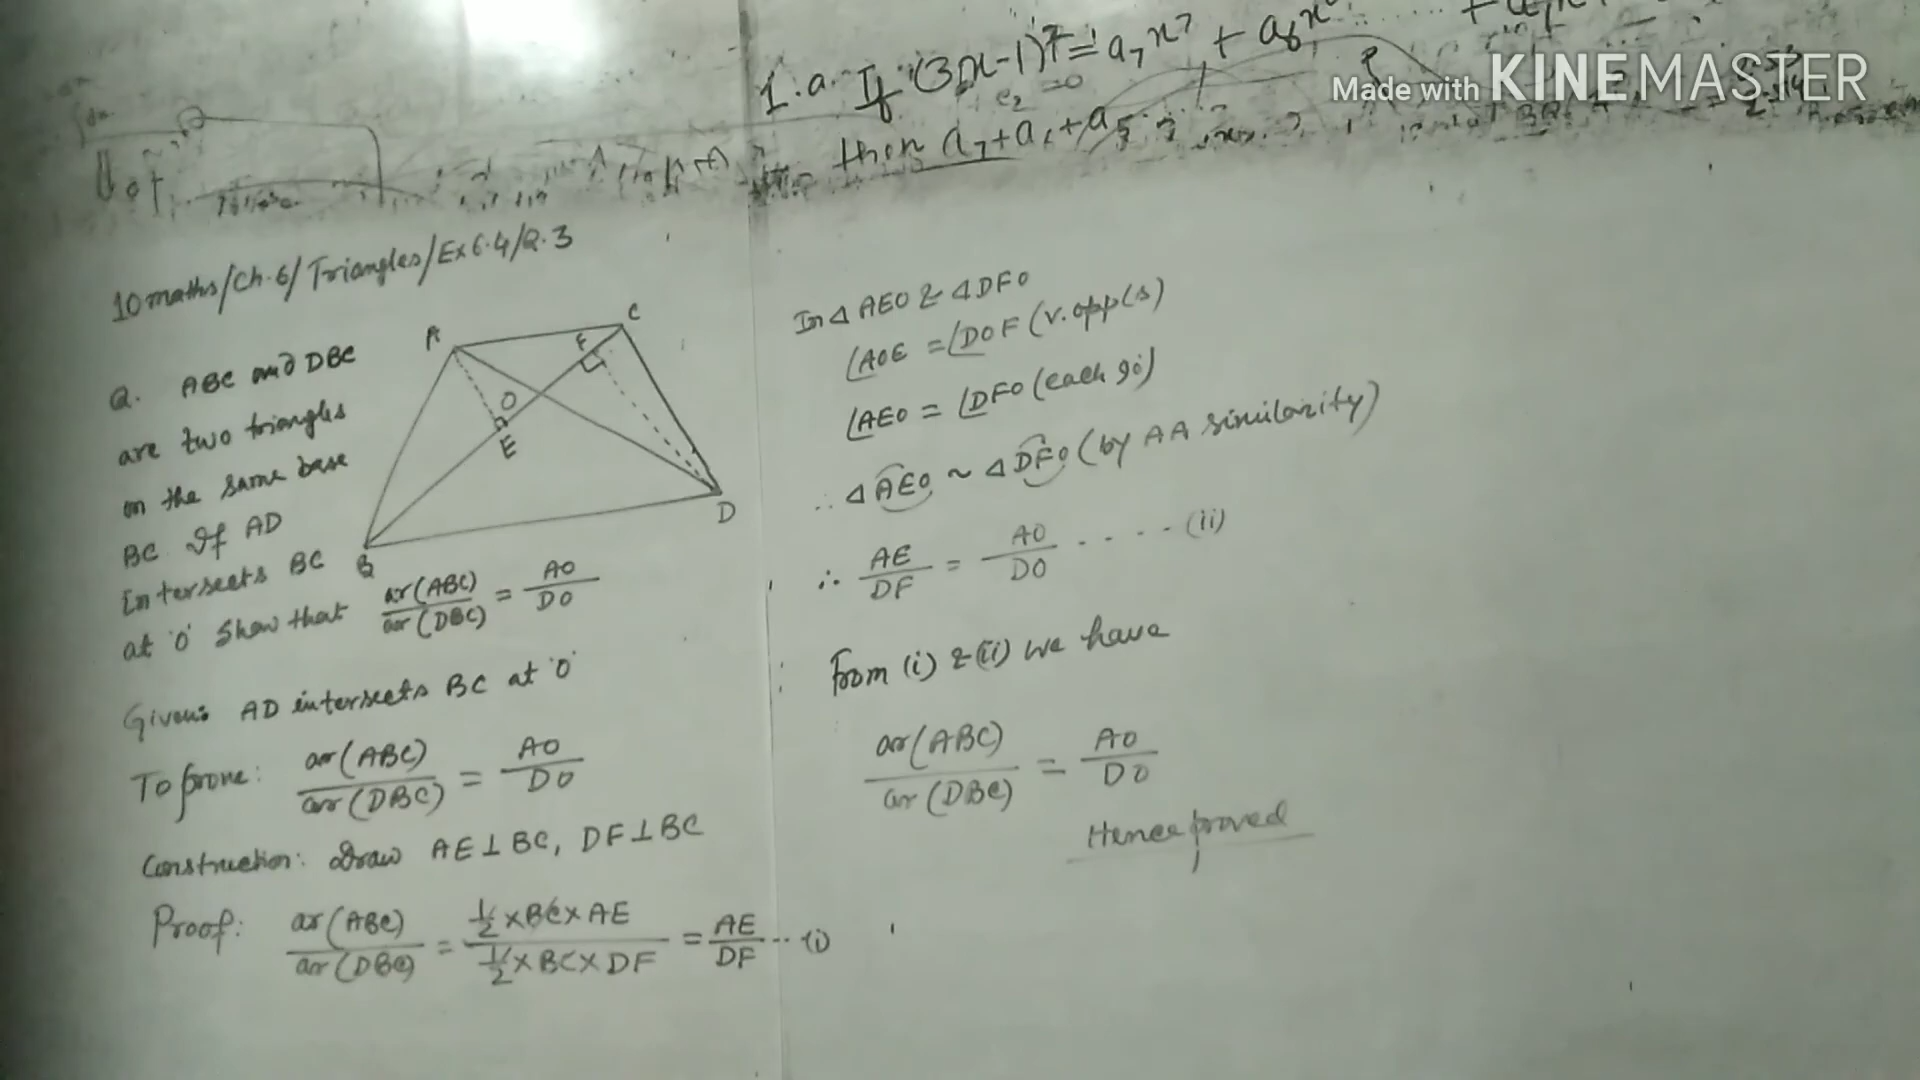 1.a. If (3x-1)⁷ = a₇x⁷ + a₆x
Made with KINEMASTER
then a₇+a₆+a₅
10 maths/Ch.6/Triangles/Ex 6.4/Q.3
Q. ABC and DBC
are two triangles
on the same base
BC. If AD
Intersects BC
at 'O' Show that ar(ABC)/ar(DBC) = AO/DO
A
C
F
O
E
B
D
Given: AD intersects BC at 'O'
To prove: ar(ABC)/ar(DBC) = AO/DO
Construction: Draw AE⊥BC, DF⊥BC
Proof: ar(ABC)/ar(DBC) = ½×BC×AE/½×BC×DF = AE/DF ... (i)
In △AEO & △DFO
∠AOE = ∠DOF (v.opp∠s)
∠AEO = ∠DFO (each 90°)
∴ △AEO ~ △DFO (by AA similarity)
∴ AE/DF = AO/DO ..... (ii)
From (i) & (ii) we have
ar(ABC)/ar(DBC) = AO/DO
Hence proved